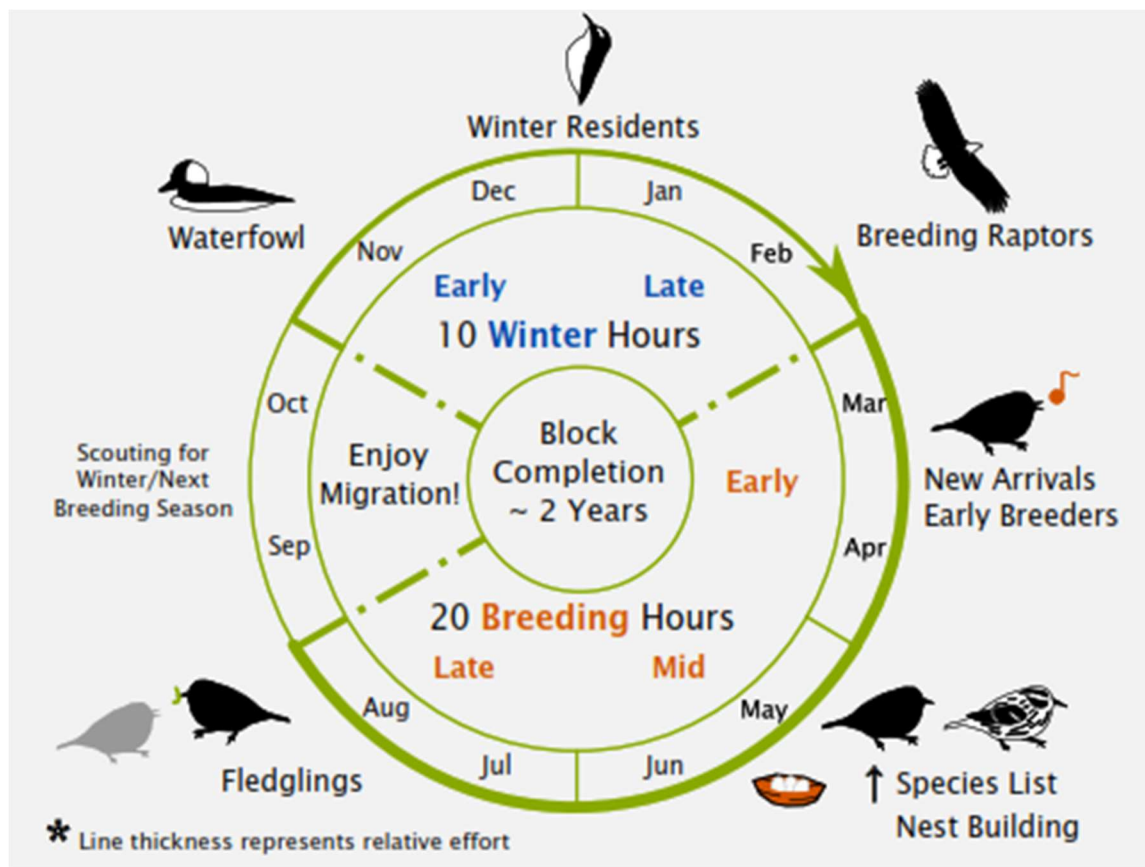 Winter Residents
Dec
Jan
Waterfowl
Nov
Feb
Breeding Raptors
Early
Late
10 Winter Hours
Oct
Mar
Scouting for
Winter/Next
Breeding Season
Enjoy
Migration!
Block
Completion
~ 2 Years
Early
New Arrivals
Early Breeders
Sep
Apr
20 Breeding Hours
Late
Mid
Aug
May
Jul
Jun
Fledglings
↑ Species List
Nest Building
* Line thickness represents relative effort